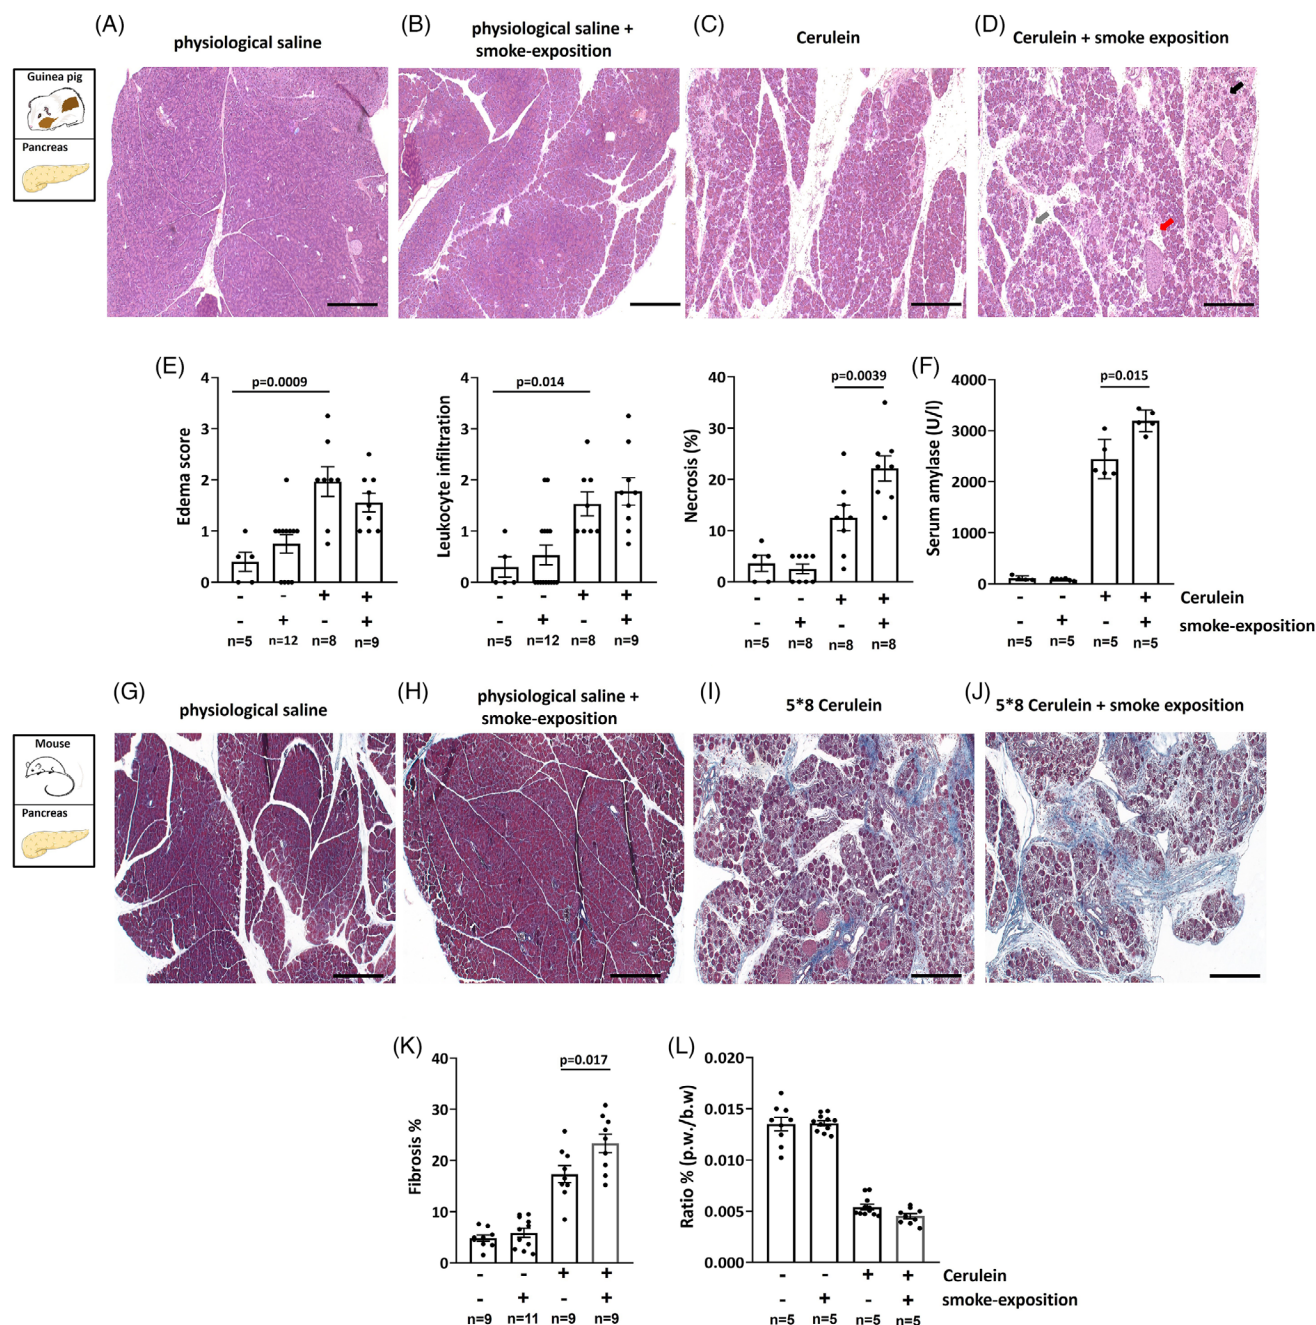 (A)
physiological saline
(B)
physiological saline +
smoke-exposition
(C)
Cerulein
(D)
Cerulein + smoke exposition
Guinea pig
Pancreas
(E)
4
3
2
1
0
Edema score
p=0.0009
- - + +
- + - +
n=5 n=12 n=8 n=9
4
3
2
1
0
Leukocyte infiltration
p=0.014
- - + +
- + - +
n=5 n=12 n=8 n=9
40
30
20
10
0
Necrosis (%)
p=0.0039
- - + +
- + - +
n=5 n=8 n=8 n=8
(F)
4000
3000
2000
1000
0
Serum amylase (U/l)
p=0.015
- - + + Cerulein
- + - + smoke-exposition
n=5 n=5 n=5 n=5
(G)
physiological saline
(H)
physiological saline +
smoke-exposition
(I)
5*8 Cerulein
(J)
5*8 Cerulein + smoke exposition
Mouse
Pancreas
(K)
40
30
20
10
0
Fibrosis %
p=0.017
- - + +
- + - +
n=9 n=11 n=9 n=9
(L)
0.020
0.015
0.010
0.005
0.000
Ratio % (p.w./b.w)
- - + + Cerulein
- + - + smoke-exposition
n=5 n=5 n=5 n=5